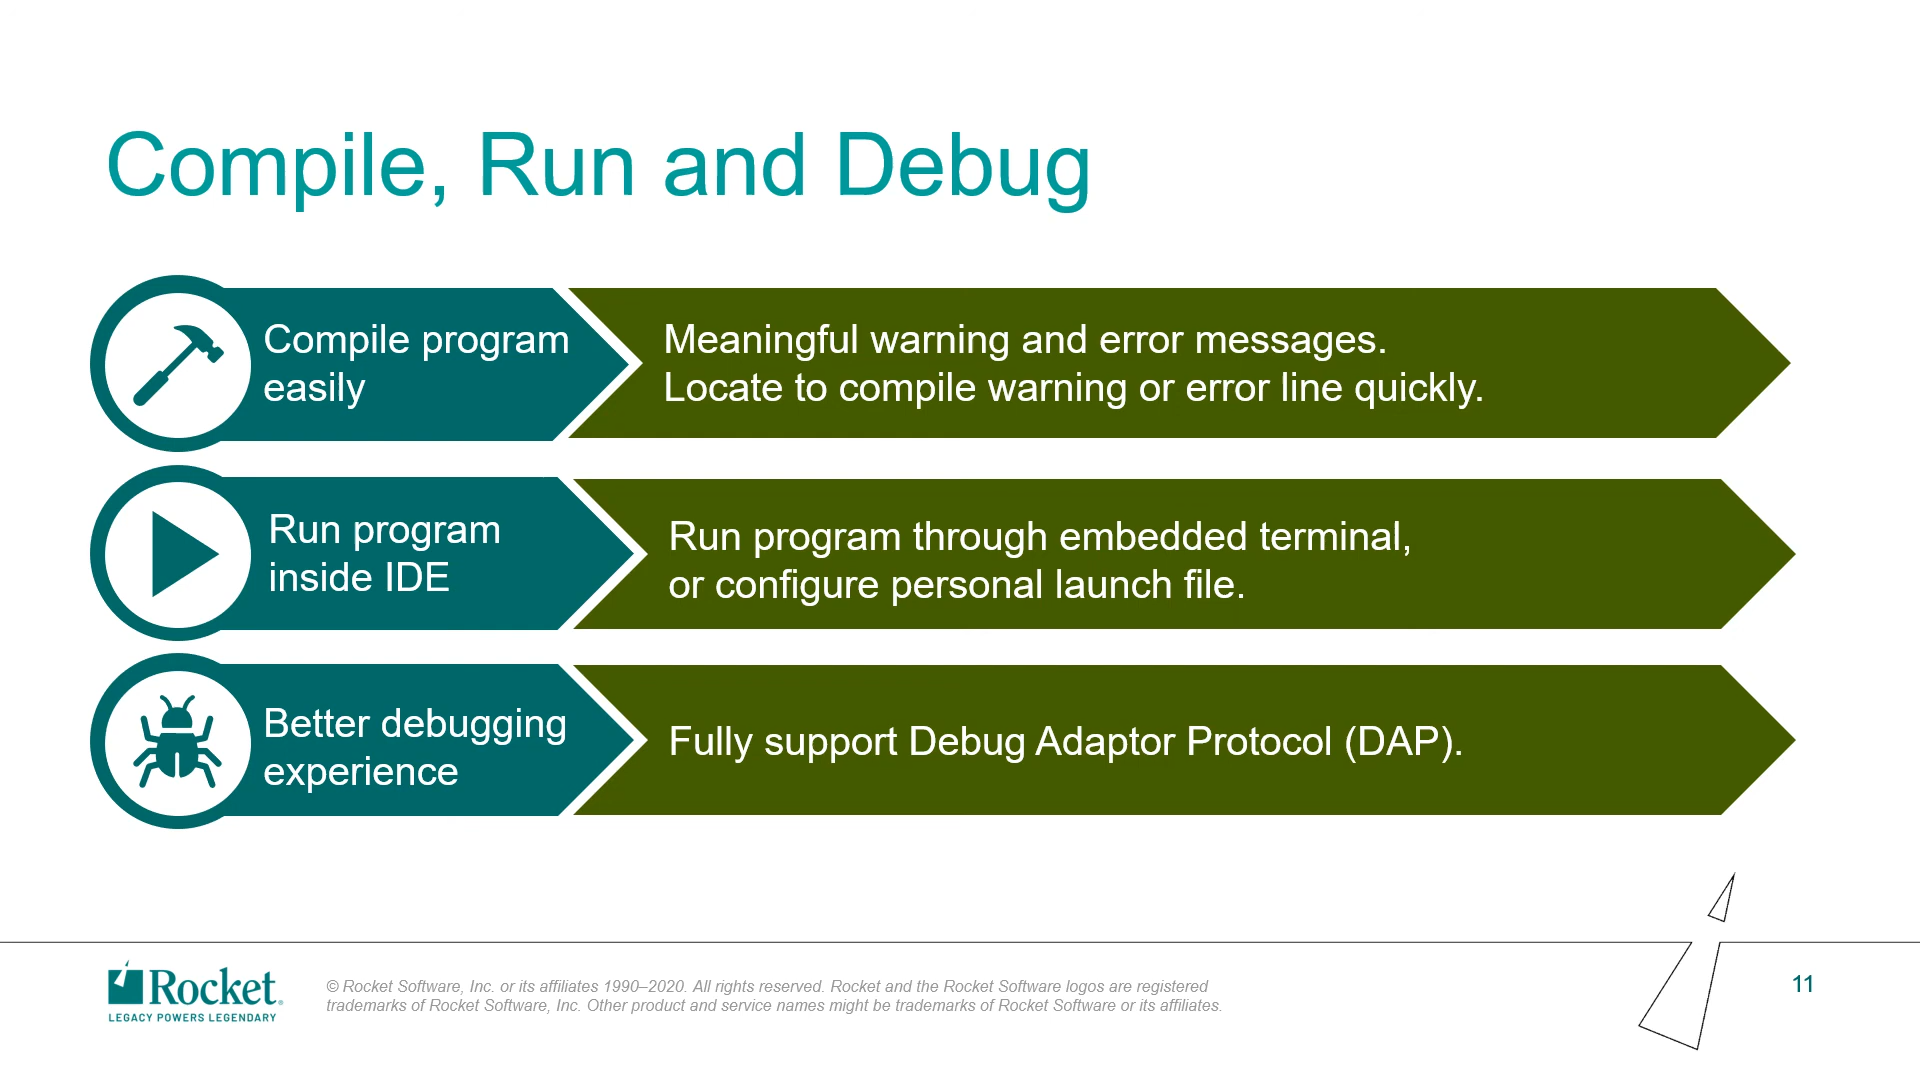 Compile, Run and Debug
Compile program
easily
Meaningful warning and error messages.
Locate to compile warning or error line quickly.
Run program
inside IDE
Run program through embedded terminal,
or configure personal launch file.
Better debugging
experience
Fully support Debug Adaptor Protocol (DAP).
Rocket®
LEGACY POWERS LEGENDARY
© Rocket Software, Inc. or its affiliates 1990–2020. All rights reserved. Rocket and the Rocket Software logos are registered
trademarks of Rocket Software, Inc. Other product and service names might be trademarks of Rocket Software or its affiliates.
11